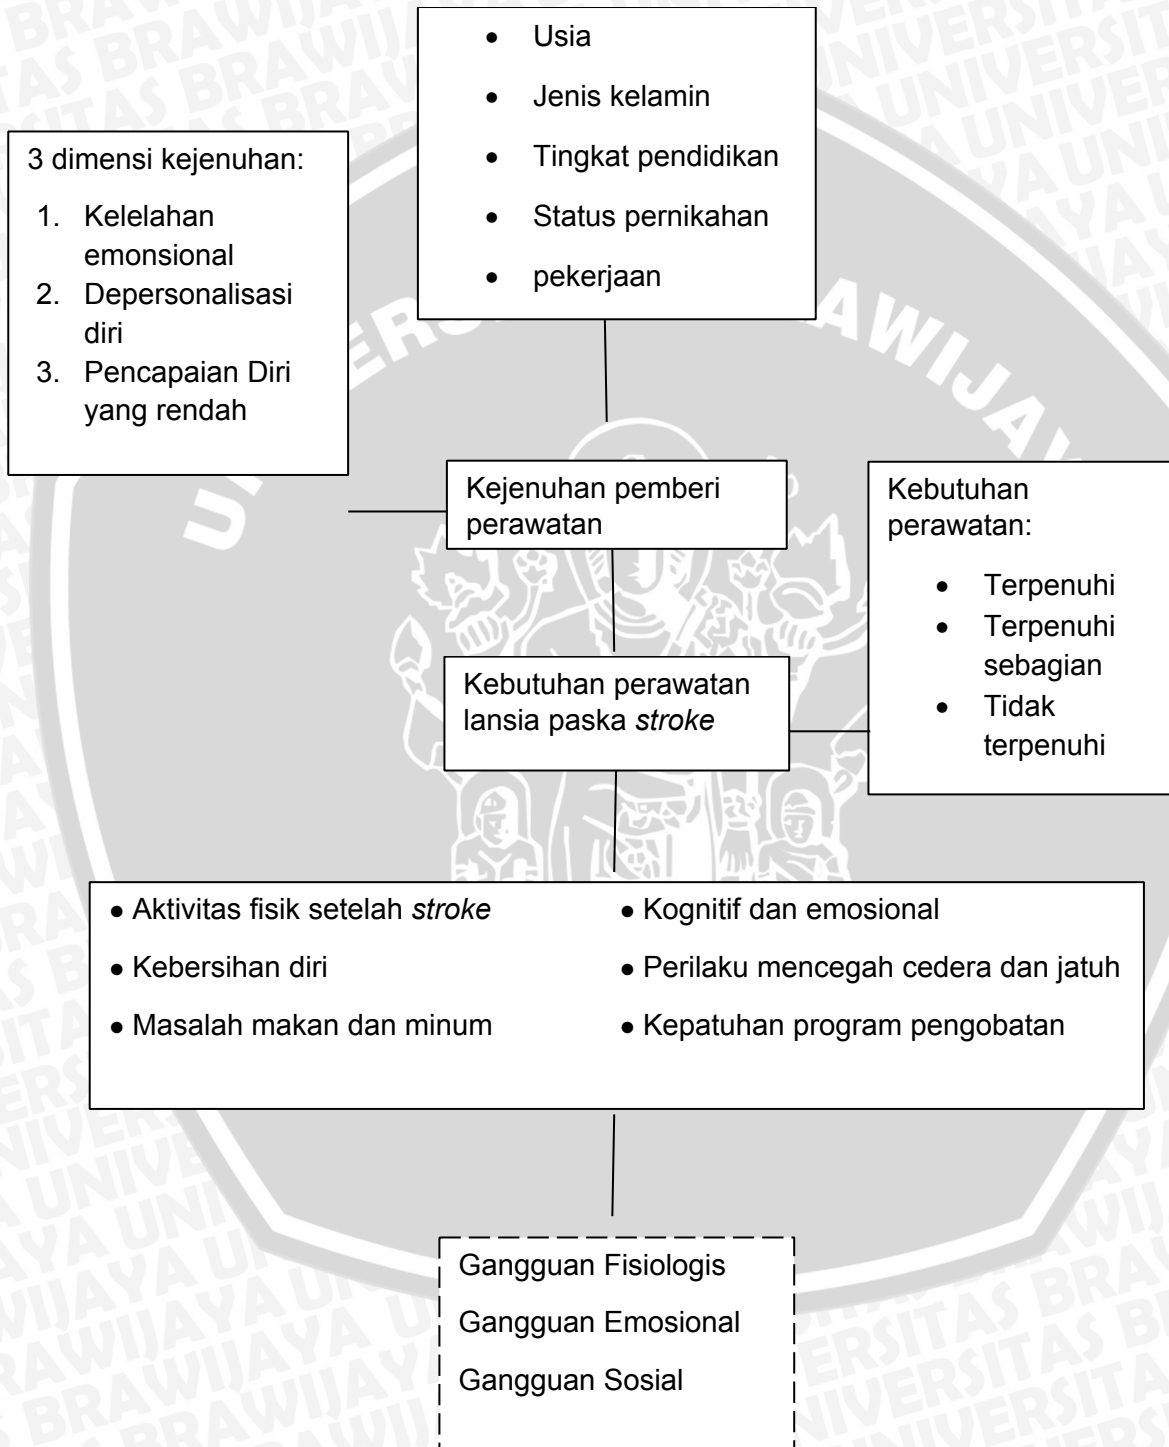 • Usia
• Jenis kelamin
• Tingkat pendidikan
• Status pernikahan
• pekerjaan
3 dimensi kejenuhan:
1. Kelelahan
emonsional
2. Depersonalisasi
diri
3. Pencapaian Diri
yang rendah
Kejenuhan pemberi
perawatan
Kebutuhan
perawatan:
• Terpenuhi
• Terpenuhi
sebagian
• Tidak
terpenuhi
Kebutuhan perawatan
lansia paska stroke
• Aktivitas fisik setelah stroke
• Kebersihan diri
• Masalah makan dan minum
• Kognitif dan emosional
• Perilaku mencegah cedera dan jatuh
• Kepatuhan program pengobatan
Gangguan Fisiologis
Gangguan Emosional
Gangguan Sosial